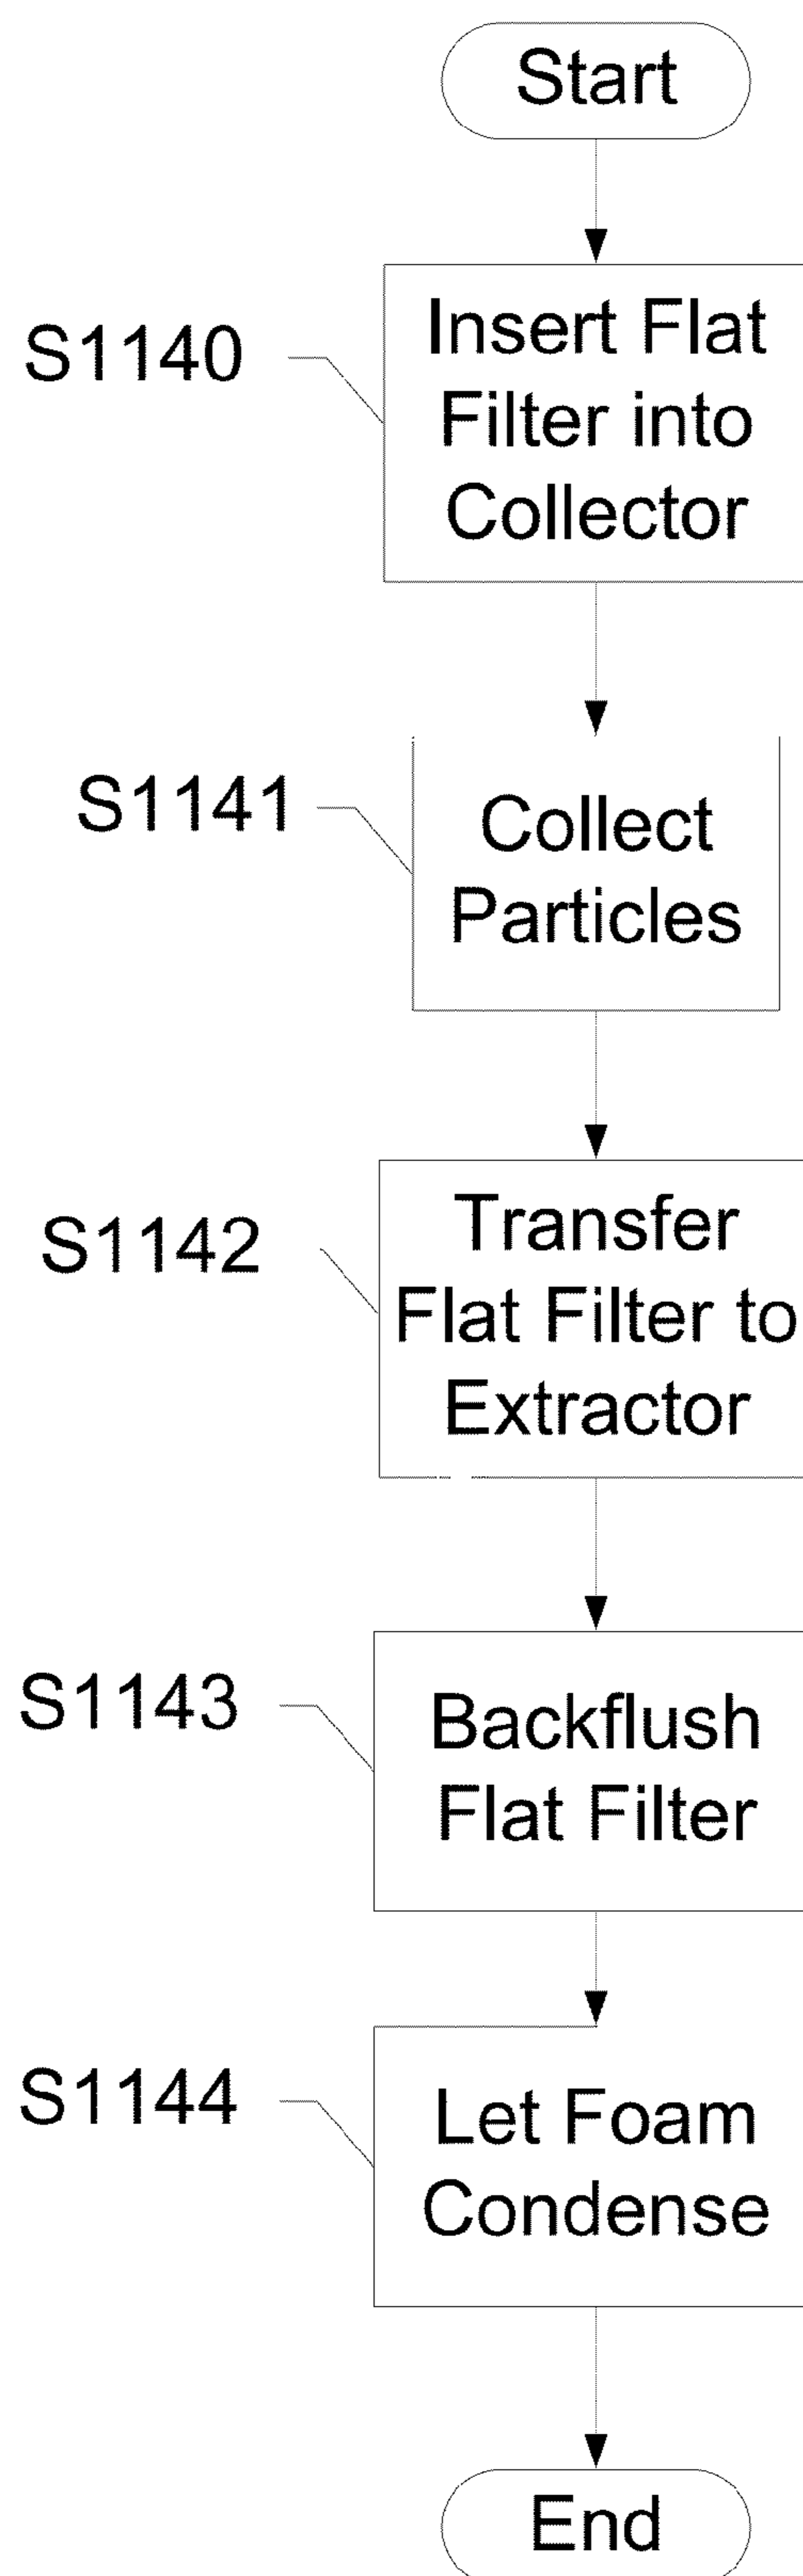 Start
S1140
Insert Flat
Filter into
Collector
S1141
Collect
Particles
S1142
Transfer
Flat Filter to
Extractor
S1143
Backflush
Flat Filter
S1144
Let Foam
Condense
End